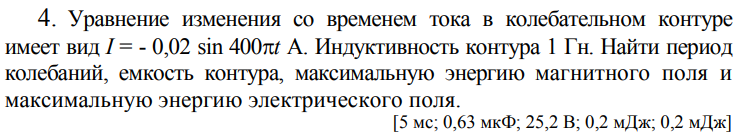 4. Уравнение изменения со временем тока в колебательном контуре
имеет вид I = - 0,02 sin 400πt А. Индуктивность контура 1 Гн. Найти период
колебаний, емкость контура, максимальную энергию магнитного поля и
максимальную энергию электрического поля.
[5 мс; 0,63 мкФ; 25,2 В; 0,2 мДж; 0,2 мДж]